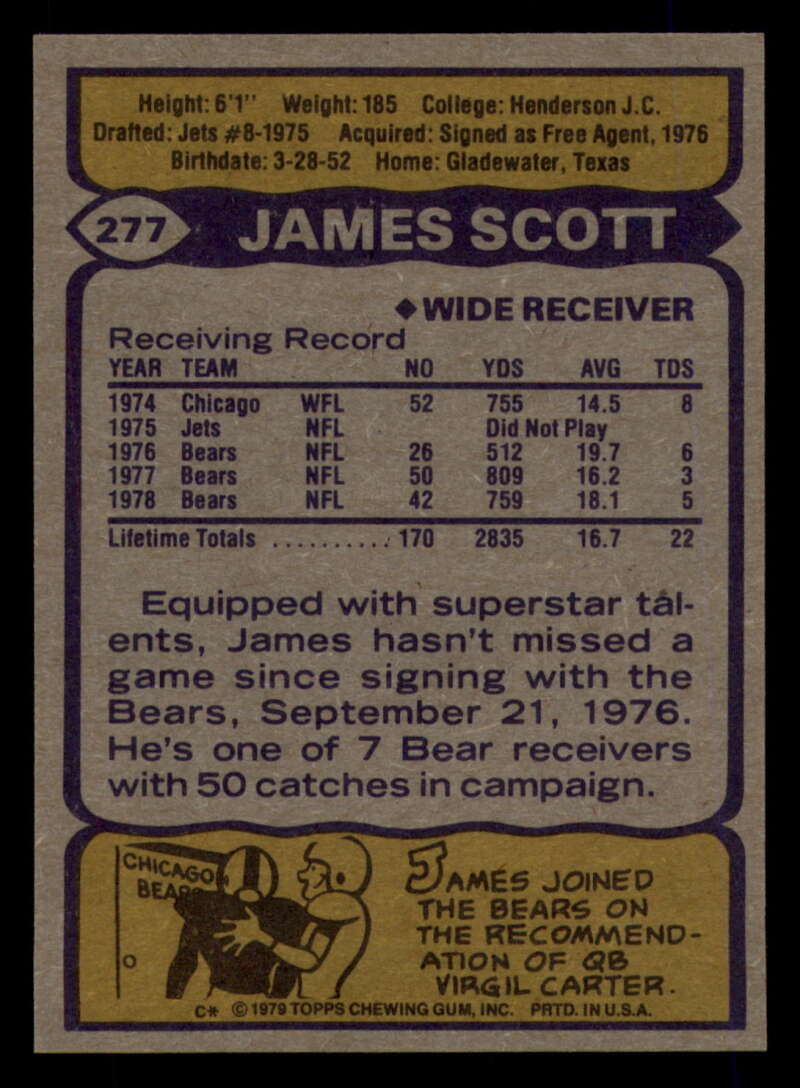 Height: 6'1" Weight: 185 College: Henderson J.C.
Drafted: Jets #8-1975 Acquired: Signed as Free Agent, 1976
Birthdate: 3-28-52 Home: Gladewater, Texas
277 JAMES SCOTT
◆ WIDE RECEIVER
Receiving Record
YEAR TEAM NO YDS AVG TDS
1974 Chicago WFL 52 755 14.5 8
1975 Jets NFL Did Not Play
1976 Bears NFL 26 512 19.7 6
1977 Bears NFL 50 809 16.2 3
1978 Bears NFL 42 759 18.1 5
Lifetime Totals .......... 170 2835 16.7 22
Equipped with superstar tal-
ents, James hasn't missed a
game since signing with the
Bears, September 21, 1976.
He's one of 7 Bear receivers
with 50 catches in campaign.
CHICAGO
BEARS
JAMES JOINED
THE BEARS ON
THE RECOMMEND-
ATION OF QB
VIRGIL CARTER.
C* © 1979 TOPPS CHEWING GUM, INC. PRTD. IN U.S.A.